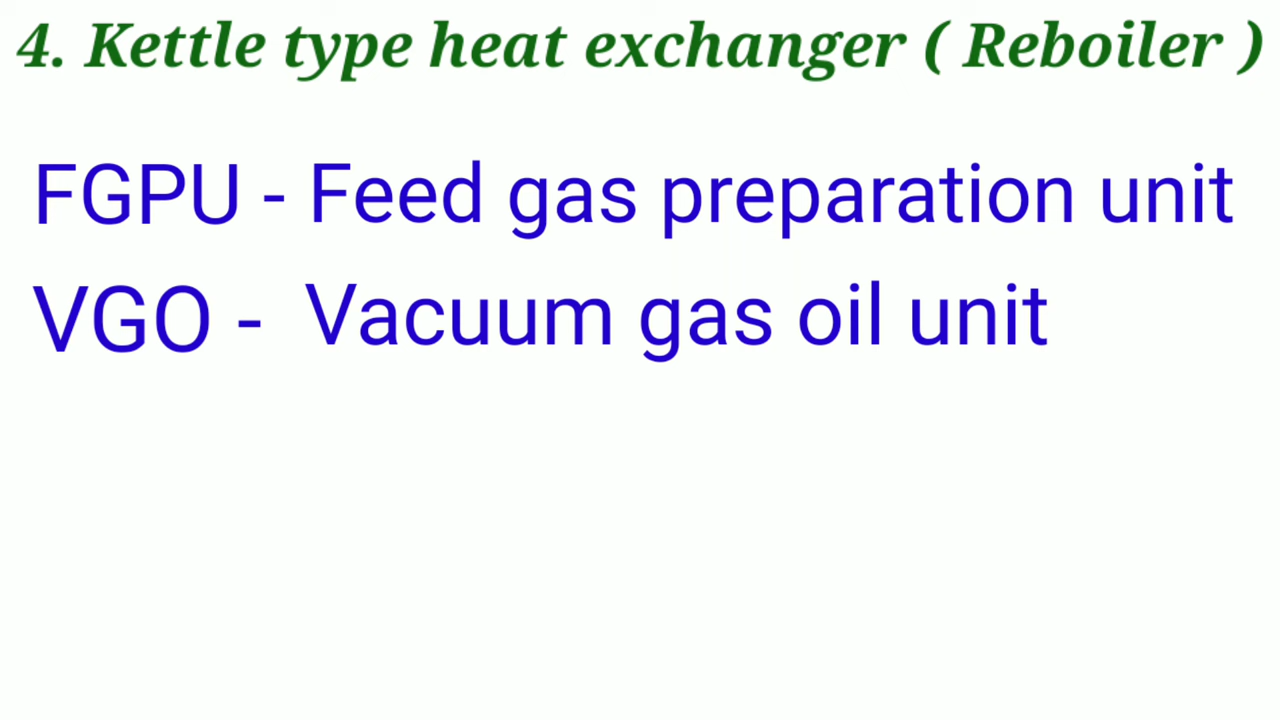 4. Kettle type heat exchanger ( Reboiler )
FGPU - Feed gas preparation unit
VGO - Vacuum gas oil unit